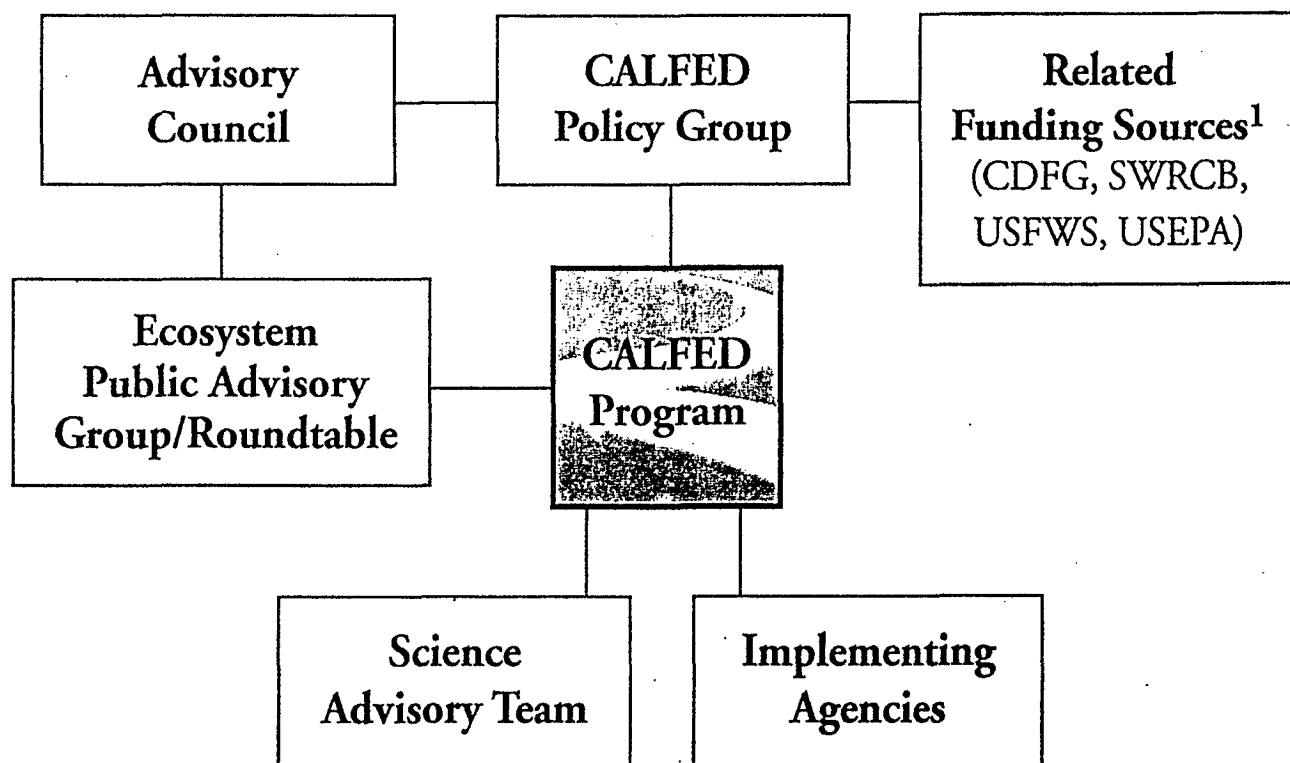 Advisory
Council
CALFED
Policy Group
Related
Funding Sources¹
(CDFG, SWRCB,
USFWS, USEPA)
Ecosystem
Public Advisory
Group/Roundtable
CALFED
Program
Science
Advisory Team
Implementing
Agencies